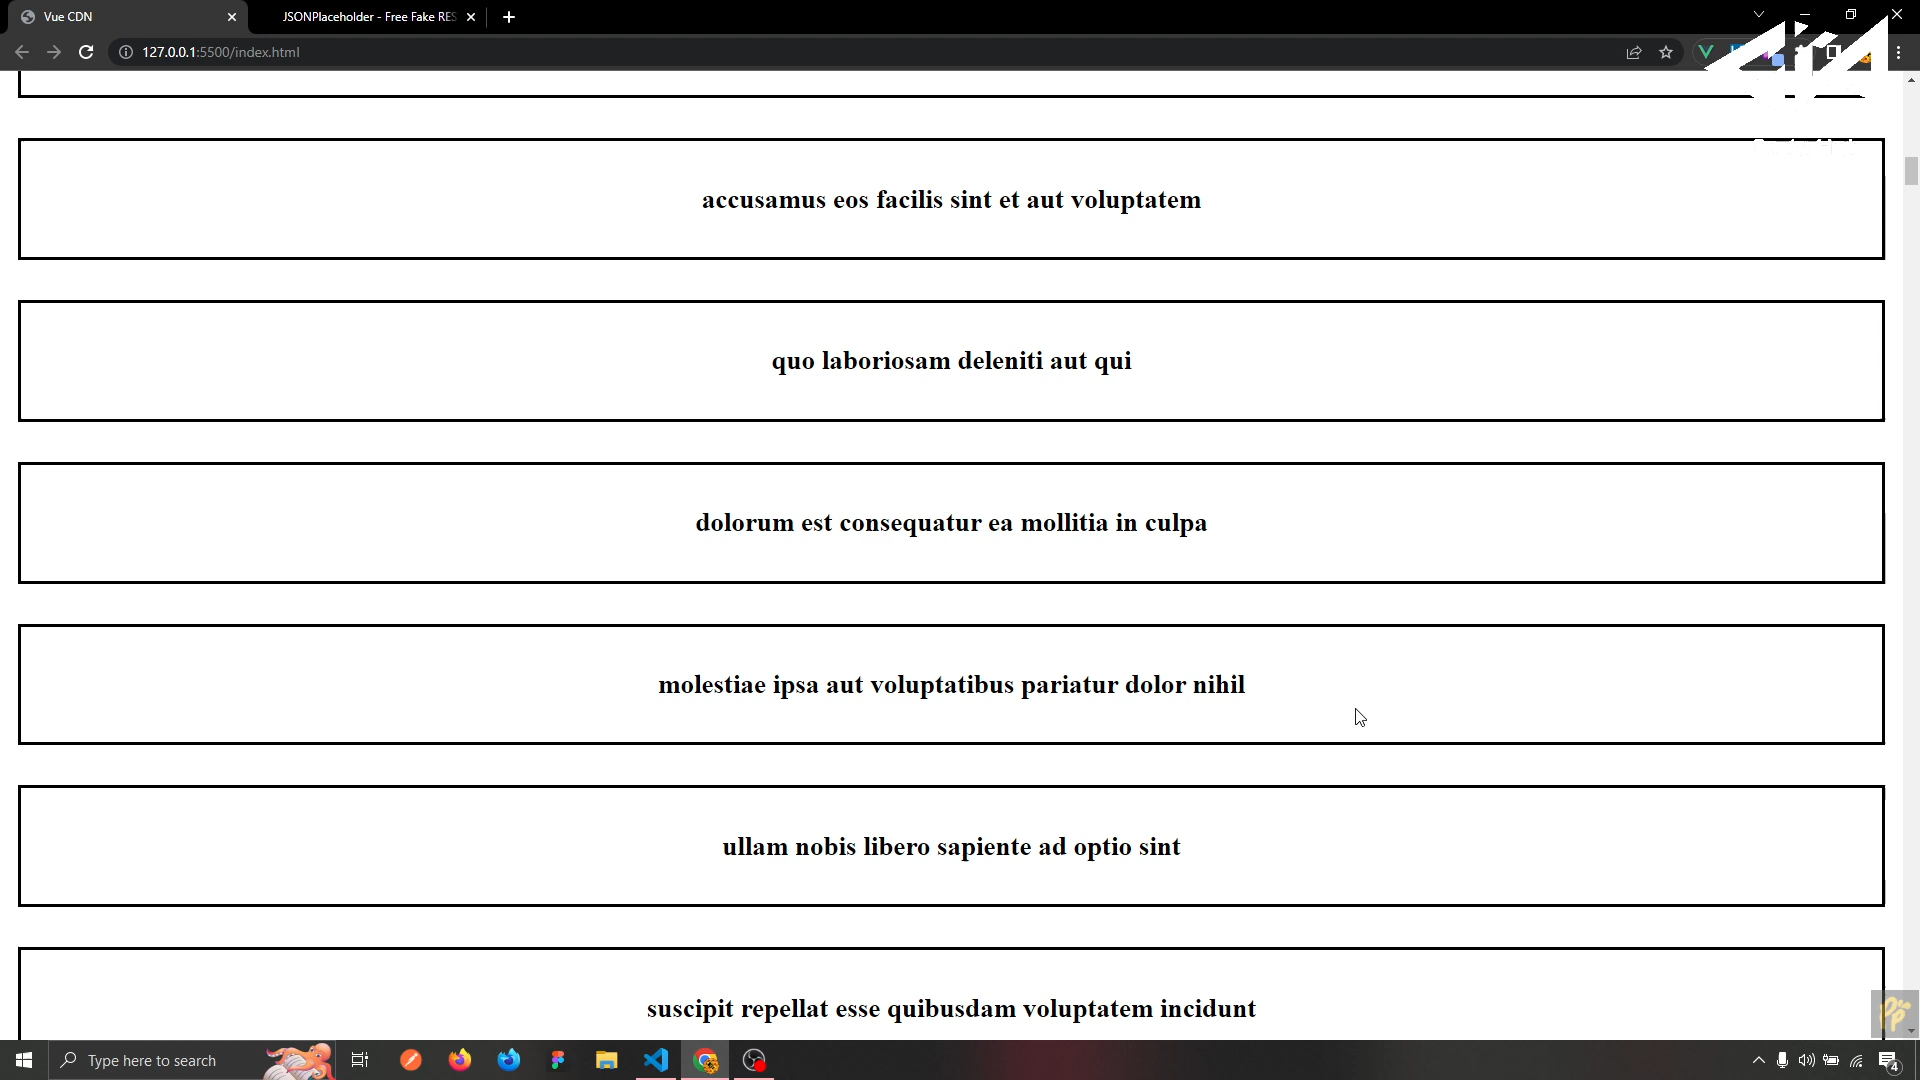 Vue CDN
JSONPlaceholder - Free Fake RES
127.0.0.1:5500/index.html
accusamus eos facilis sint et aut voluptatem
quo laboriosam deleniti aut qui
dolorum est consequatur ea mollitia in culpa
molestiae ipsa aut voluptatibus pariatur dolor nihil
ullam nobis libero sapiente ad optio sint
suscipit repellat esse quibusdam voluptatem incidunt
Type here to search
4